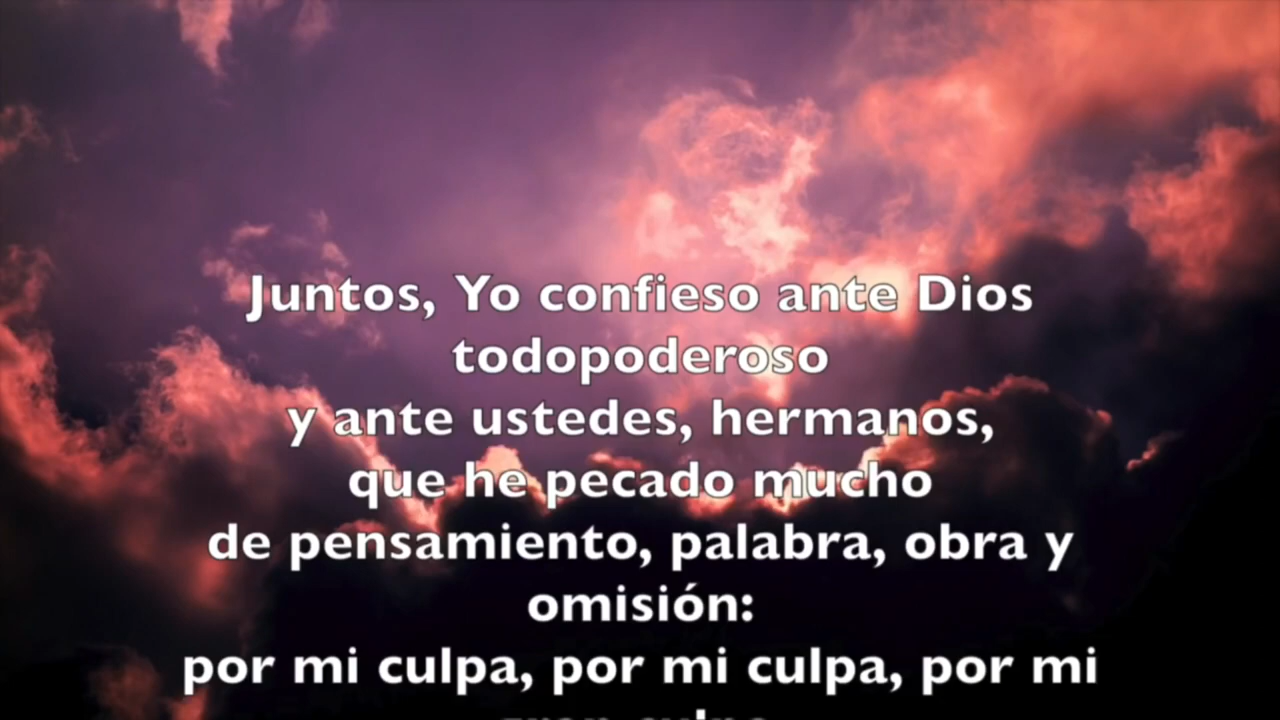 Juntos, Yo confieso ante Dios
todopoderoso
y ante ustedes, hermanos,
que he pecado mucho
de pensamiento, palabra, obra y
omisión:
por mi culpa, por mi culpa, por mi